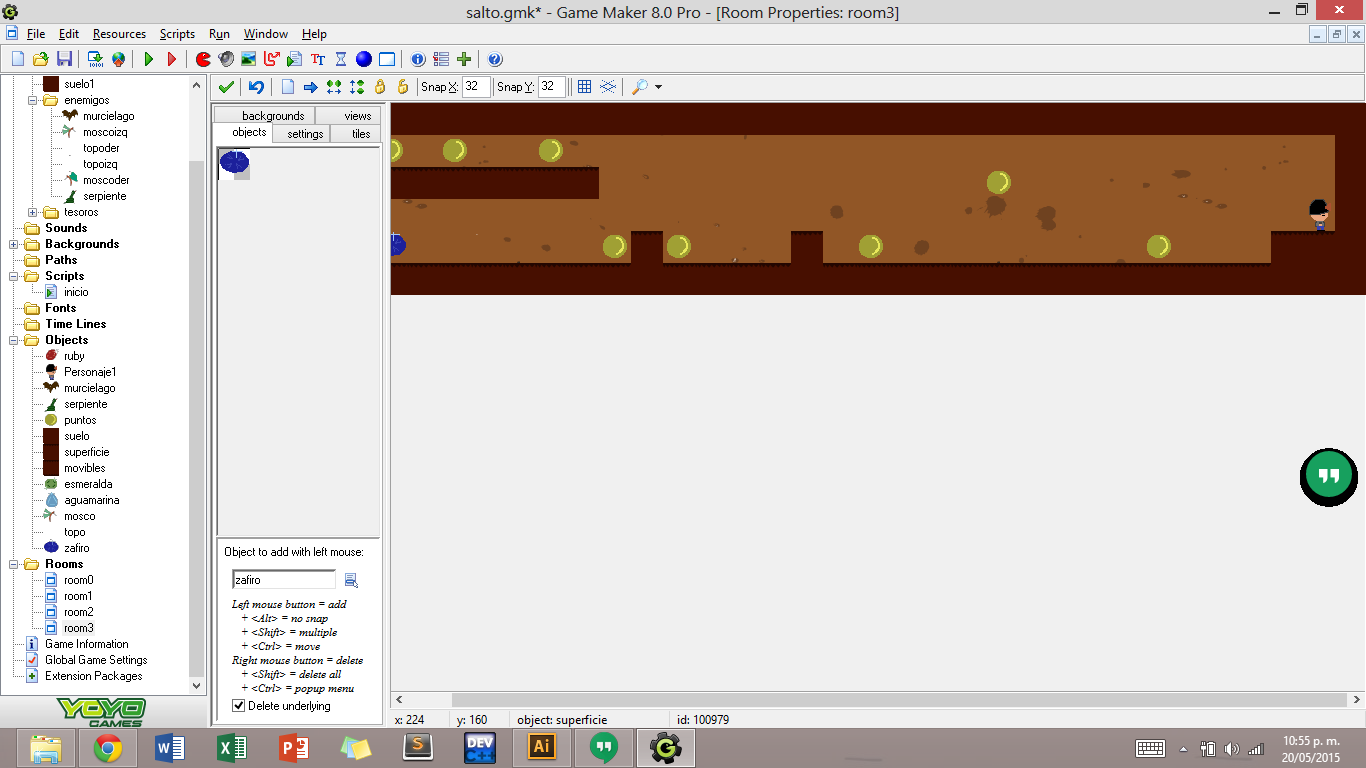 salto.gmk* - Game Maker 8.0 Pro - [Room Properties: room3]
File Edit Resources Scripts Run Window Help
Snap X: 32 Snap Y: 32
suelo1
enemigos
murcielago
moscoizq
topoder
topoizq
moscoder
serpiente
tesoros
Sounds
Backgrounds
Paths
Scripts
inicio
Fonts
Time Lines
Objects
ruby
Personaje1
murcielago
serpiente
puntos
suelo
superficie
movibles
esmeralda
aguamarina
mosco
topo
zafiro
Rooms
room0
room1
room2
room3
Game Information
Global Game Settings
Extension Packages
YOYO
GAMES
backgrounds views
objects settings tiles
Object to add with left mouse:
zafiro
Left mouse button = add
+ <Alt> = no snap
+ <Shift> = multiple
+ <Ctrl> = move
Right mouse button = delete
+ <Shift> = delete all
+ <Ctrl> = popup menu
Delete underlying
x: 224 y: 160 object: superficie id: 100979
DEV
C++
Ai
10:55 p. m.
20/05/2015